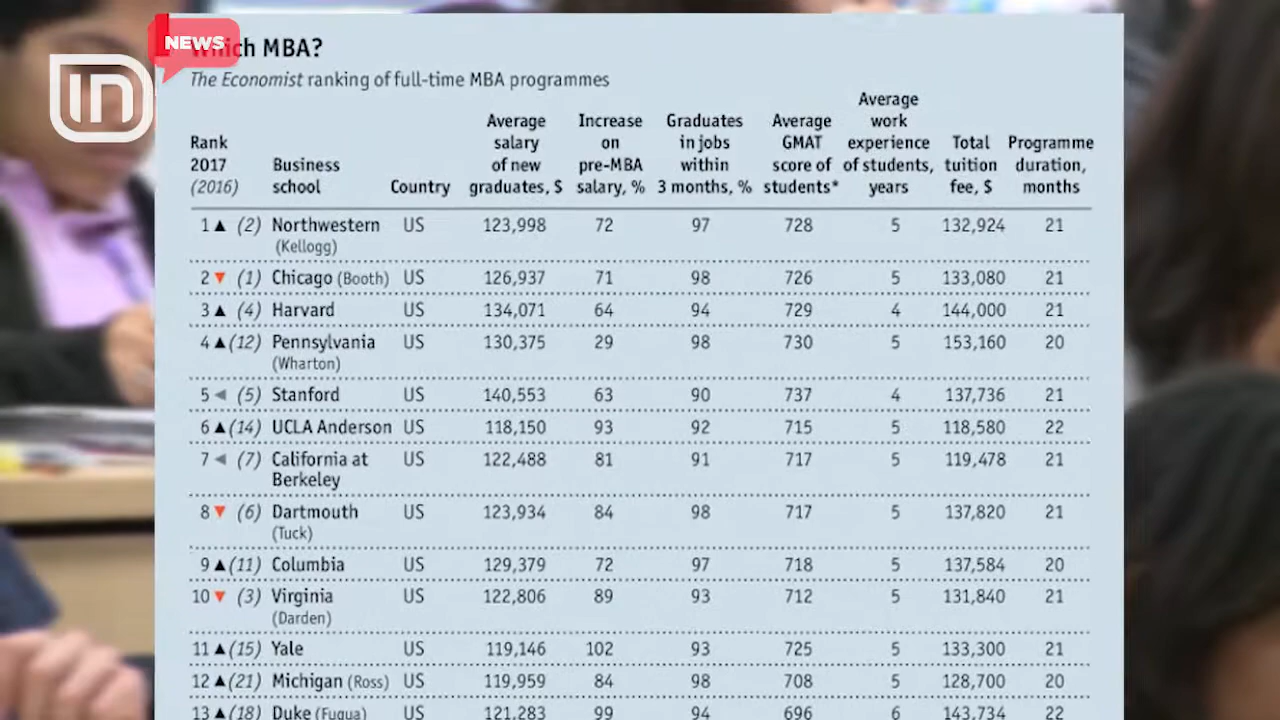 NEWS
in
Which MBA?
The Economist ranking of full-time MBA programmes
Rank 2017 (2016) Business school Country Average salary of new graduates, $ Increase on pre-MBA salary, % Graduates in jobs within 3 months, % Average GMAT score of students* Average work experience of students, years Total tuition fee, $ Programme duration, months
1 ▲ (2) Northwestern (Kellogg) US 123,998 72 97 728 5 132,924 21
2 ▼ (1) Chicago (Booth) US 126,937 71 98 726 5 133,080 21
3 ▲ (4) Harvard US 134,071 64 94 729 4 144,000 21
4 ▲ (12) Pennsylvania (Wharton) US 130,375 29 98 730 5 153,160 20
5 ◄ (5) Stanford US 140,553 63 90 737 4 137,736 21
6 ▲ (14) UCLA Anderson US 118,150 93 92 715 5 118,580 22
7 ◄ (7) California at Berkeley US 122,488 81 91 717 5 119,478 21
8 ▼ (6) Dartmouth (Tuck) US 123,934 84 98 717 5 137,820 21
9 ▲ (11) Columbia US 129,379 72 97 718 5 137,584 20
10 ▼ (3) Virginia (Darden) US 122,806 89 93 712 5 131,840 21
11 ▲ (15) Yale US 119,146 102 93 725 5 133,300 21
12 ▲ (21) Michigan (Ross) US 119,959 84 98 708 5 128,700 20
13 ▲ (18) Duke (Fuqua) US 121,283 99 94 696 6 143,734 22